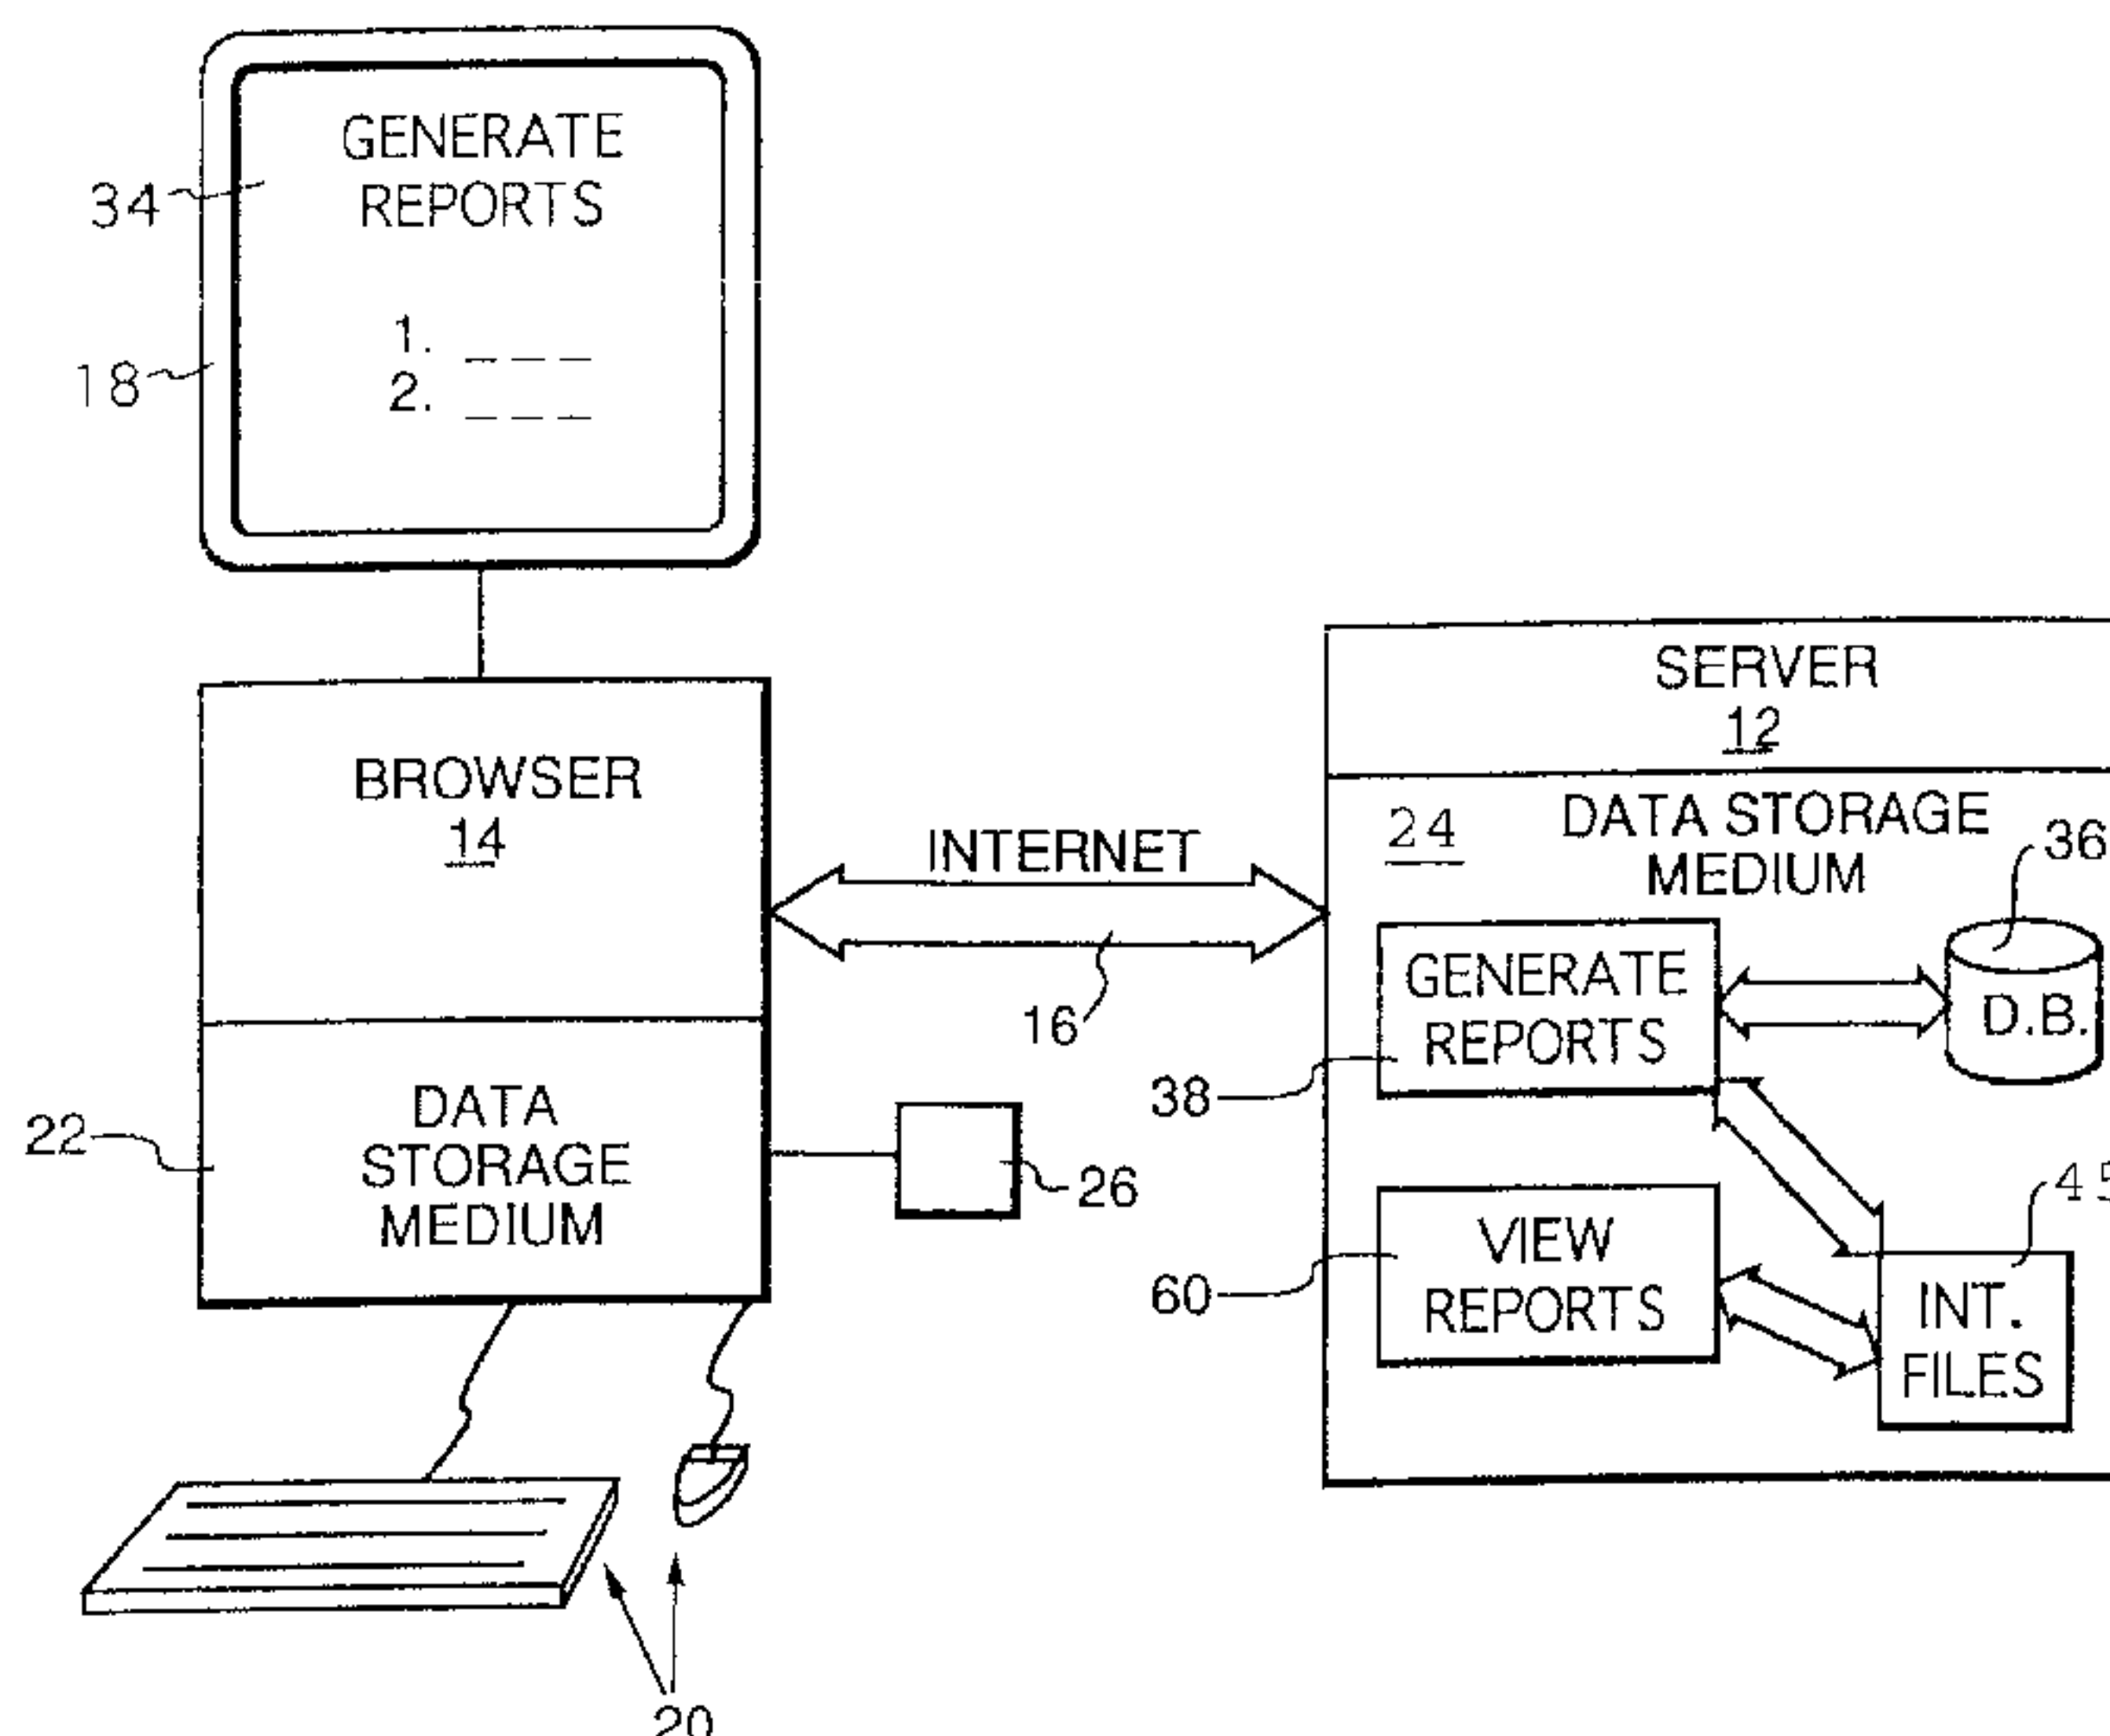 GENERATE
REPORTS
34
1. _ _ _
18
2. _ _ _
SERVER
12
BROWSER
14
INTERNET
16
24
DATA STORAGE
MEDIUM
36
GENERATE
REPORTS
38
D.B.
22
DATA
STORAGE
MEDIUM
26
VIEW
REPORTS
60
45
INT.
FILES
20